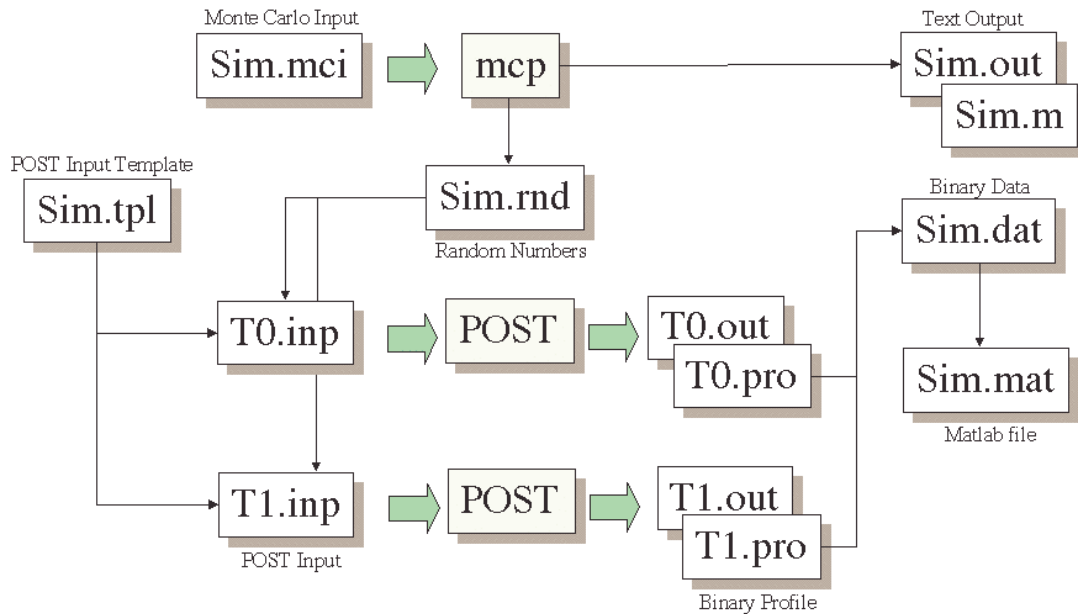 Monte Carlo Input
Sim.mci
mcp
Text Output
Sim.out
Sim.m
POST Input Template
Sim.tpl
Sim.rnd
Random Numbers
Binary Data
Sim.dat
T0.inp
POST
T0.out
T0.pro
Sim.mat
Matlab file
T1.inp
POST Input
POST
T1.out
T1.pro
Binary Profile